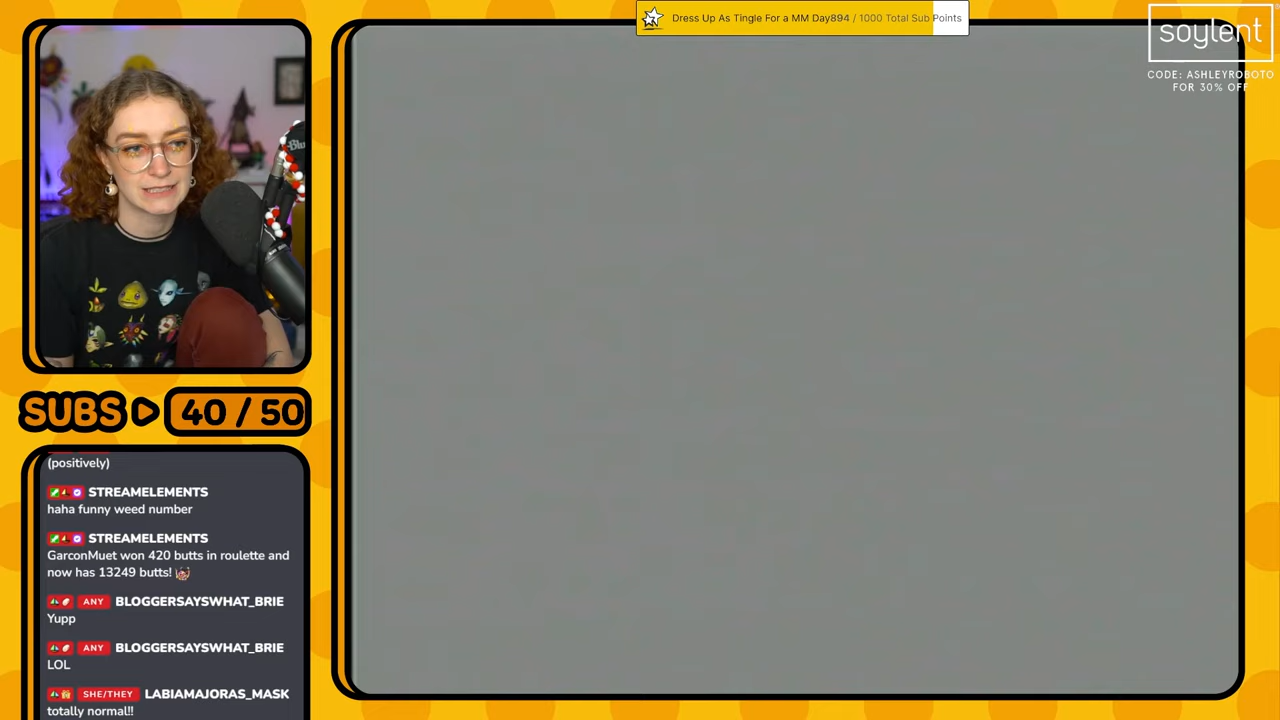 Dress Up As Tingle For a MM Day894 / 1000 Total Sub Points
soylent
CODE: ASHLEYROBOTO
FOR 30% OFF
SUBS 40 / 50
(positively)
STREAMELEMENTS
haha funny weed number
STREAMELEMENTS
GarconMuet won 420 butts in roulette and
now has 13249 butts!
ANY BLOGGERSAYSWHAT_BRIE
Yupp
ANY BLOGGERSAYSWHAT_BRIE
LOL
SHE/THEY LABIAMAJORAS_MASK
totally normal!!